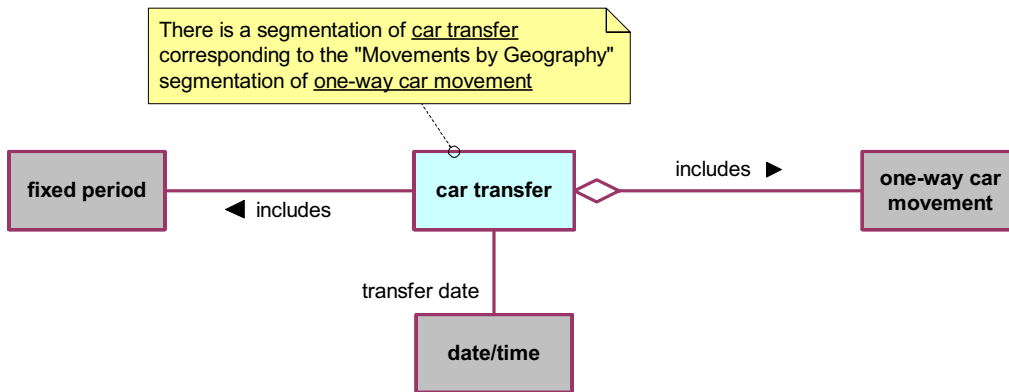 There is a segmentation of car transfer
corresponding to the "Movements by Geography"
segmentation of one-way car movement
fixed period
includes
car transfer
includes
one-way car
movement
transfer date
date/time